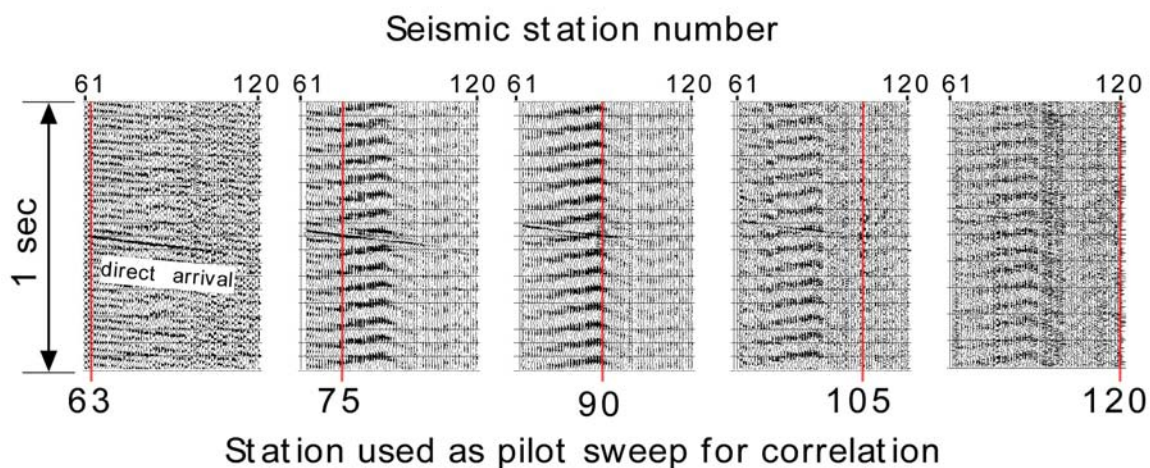 Seismic station number
61 120 61 120 61 120 61 120 61 120
1 sec
direct arrival
63 75 90 105 120
Station used as pilot sweep for correlation